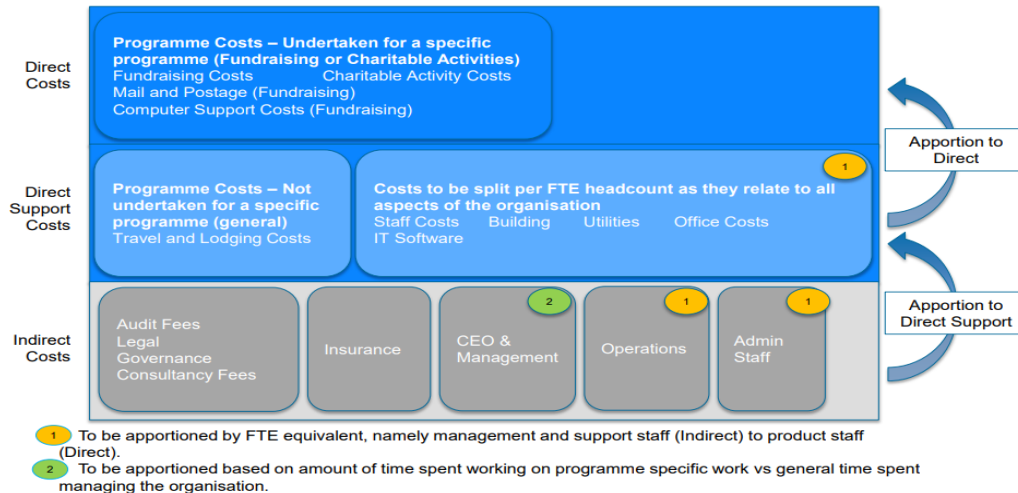 Direct
Costs
Programme Costs – Undertaken for a specific
programme (Fundraising or Charitable Activities)
Fundraising Costs Charitable Activity Costs
Mail and Postage (Fundraising)
Computer Support Costs (Fundraising)
Apportion to
Direct
Direct
Support
Costs
Programme Costs – Not
undertaken for a specific
programme (general)
Travel and Lodging Costs
1
Costs to be split per FTE headcount as they relate to all
aspects of the organisation
Staff Costs Building Utilities Office Costs
IT Software
Apportion to
Direct Support
Indirect
Costs
Audit Fees
Legal
Governance
Consultancy Fees
Insurance
2
CEO &
Management
1
Operations
1
Admin
Staff
1 To be apportioned by FTE equivalent, namely management and support staff (Indirect) to product staff
(Direct).
2 To be apportioned based on amount of time spent working on programme specific work vs general time spent
managing the organisation.